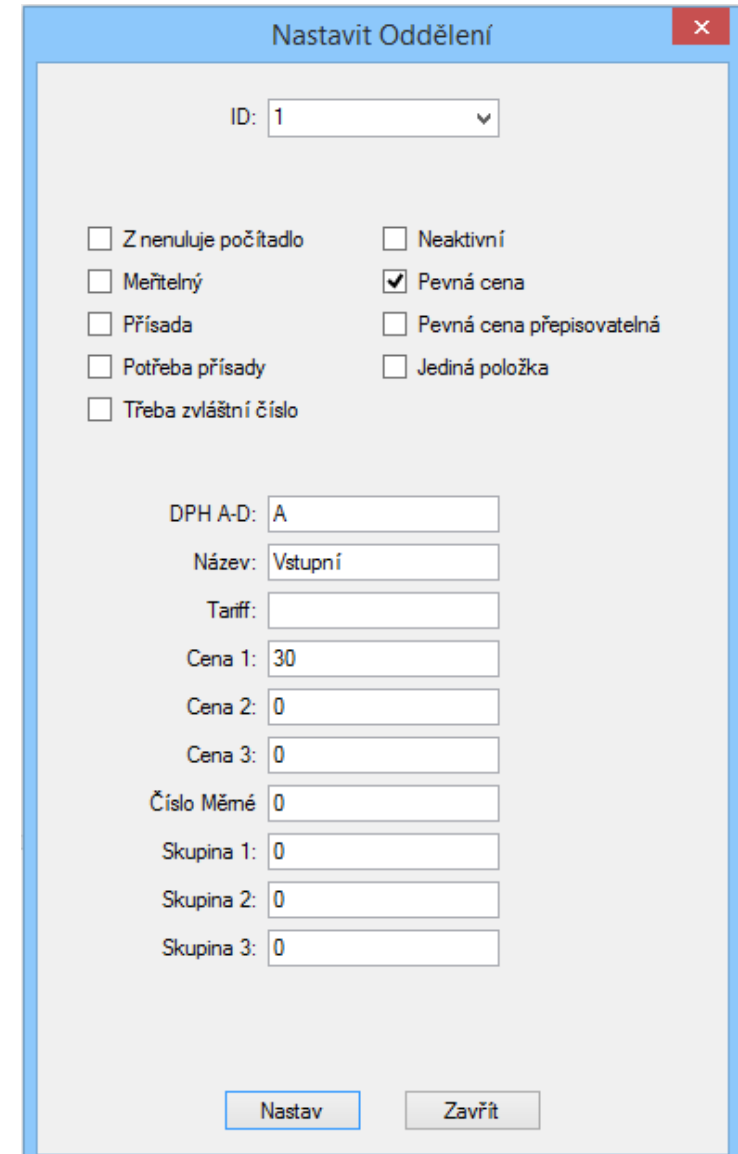 Nastavit Oddělení
ID: 1
Z nenuluje počítadlo Neaktivní
Meřitelný Pevná cena
Přísada Pevná cena přepisovatelná
Potřeba přísady Jediná položka
Třeba zvláštní číslo
DPH A-D: A
Název: Vstupní
Tariff:
Cena 1: 30
Cena 2: 0
Cena 3: 0
Číslo Měrné 0
Skupina 1: 0
Skupina 2: 0
Skupina 3: 0
Nastav Zavřít